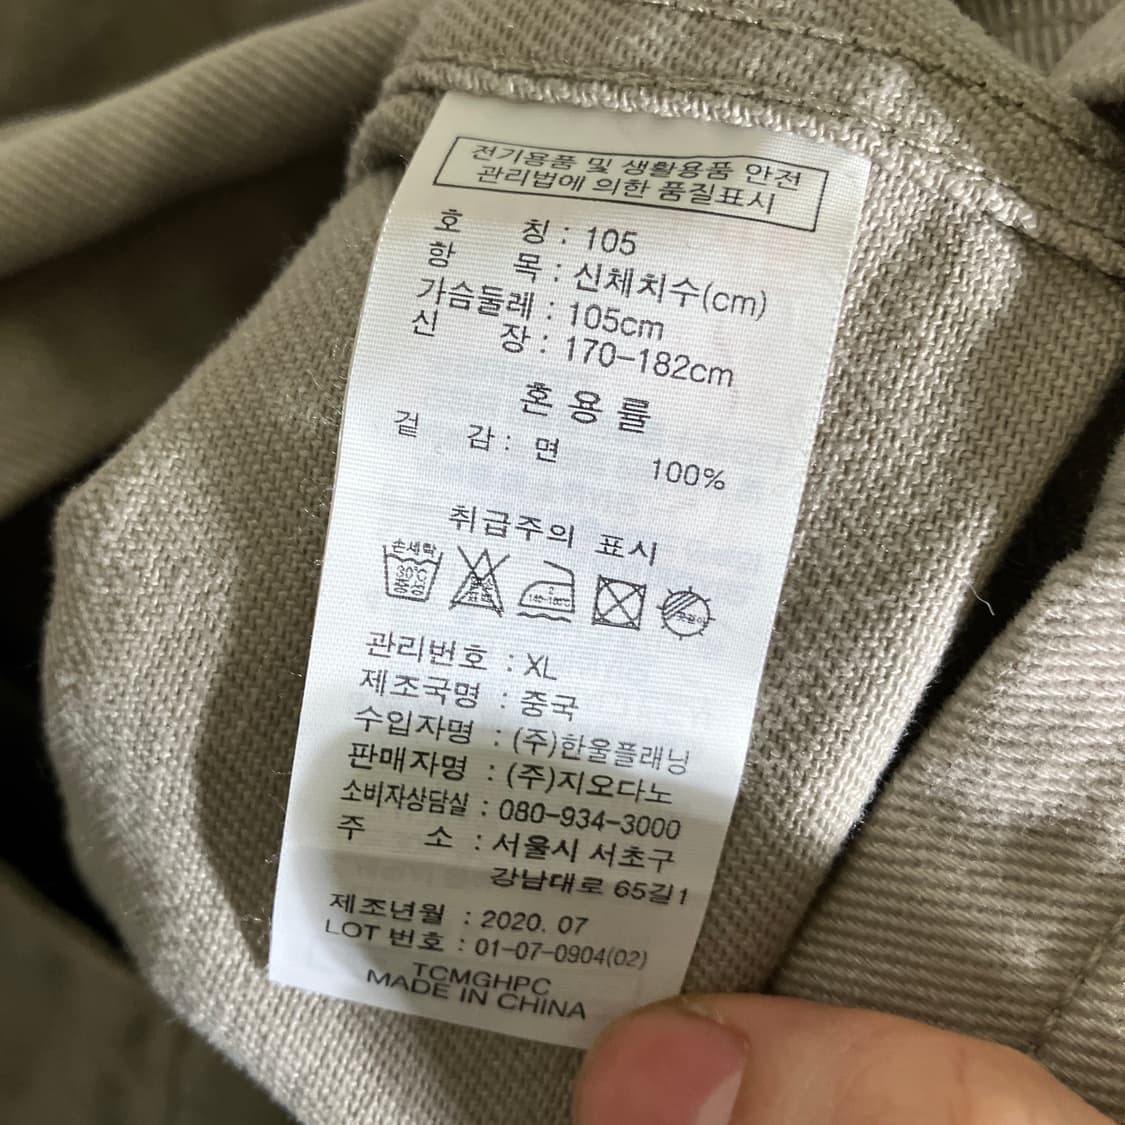 전기용품 및 생활용품 안전
관리법에 의한 품질표시
호 칭 : 105
항 목 : 신체치수(cm)
가슴둘레 : 105cm
신 장 : 170-182cm
혼용률
겉 감 : 면 100%
취급주의 표시
손세탁
30℃
중성
관리번호 : XL
제조국명 : 중국
수입자명 : (주)한울플래닝
판매자명 : (주)지오다노
소비자상담실 : 080-934-3000
주 소 : 서울시 서초구
강남대로 65길1
제조년월 : 2020. 07
LOT 번호 : 01-07-0904(02)
TCMGHPC
MADE IN CHINA